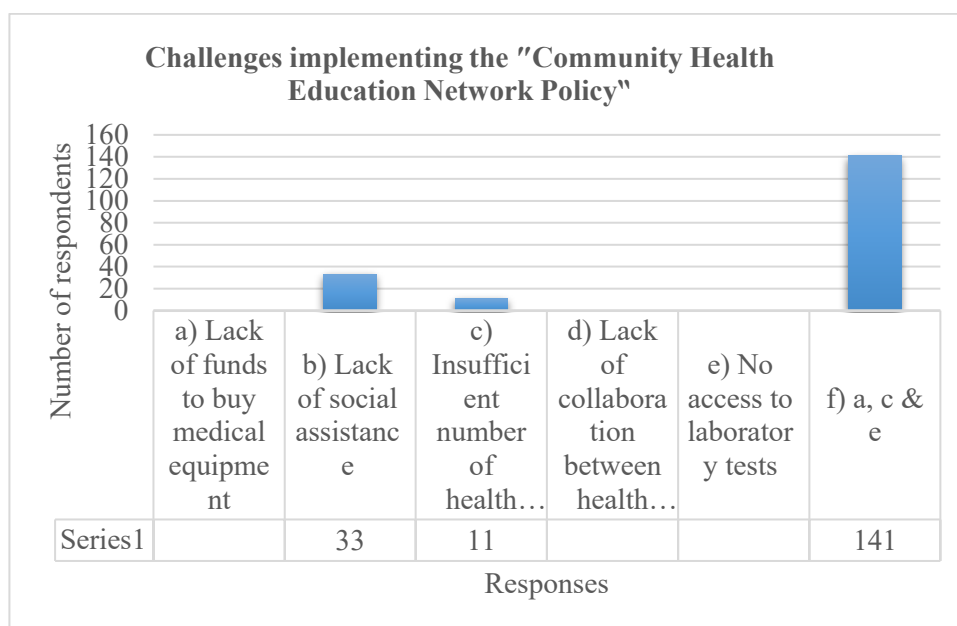 Challenges implementing the "Community Health
Education Network Policy"
Number of respondents
160
140
120
100
80
60
40
20
0
a) Lack
of funds
to buy
medical
equipme
nt
b) Lack
of social
assistanc
e
c)
Insuffici
ent
number
of
health…
d) Lack
of
collabora
tion
between
health…
e) No
access to
laborator
y tests
f) a, c &
e
Series1 33 11 141
Responses